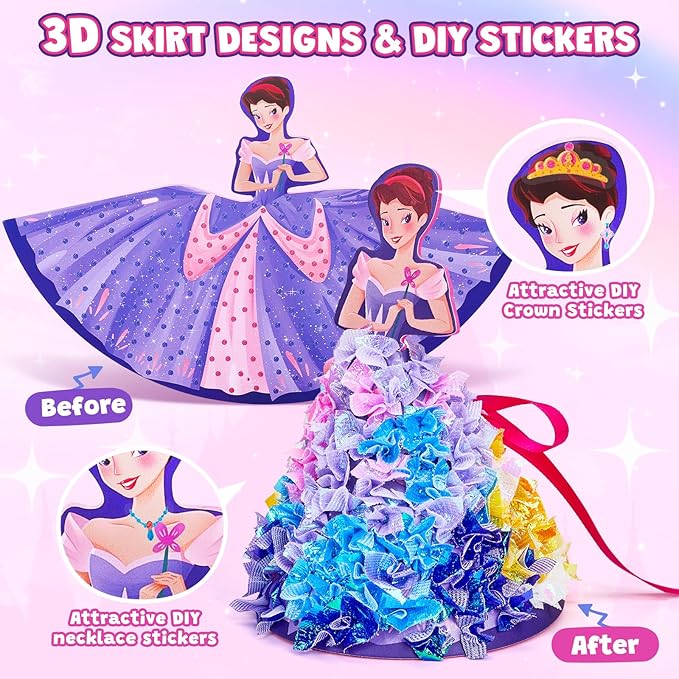 3D SKIRT DESIGNS & DIY STICKERS
Attractive DIY
Crown Stickers
Before
Attractive DIY
necklace stickers
After